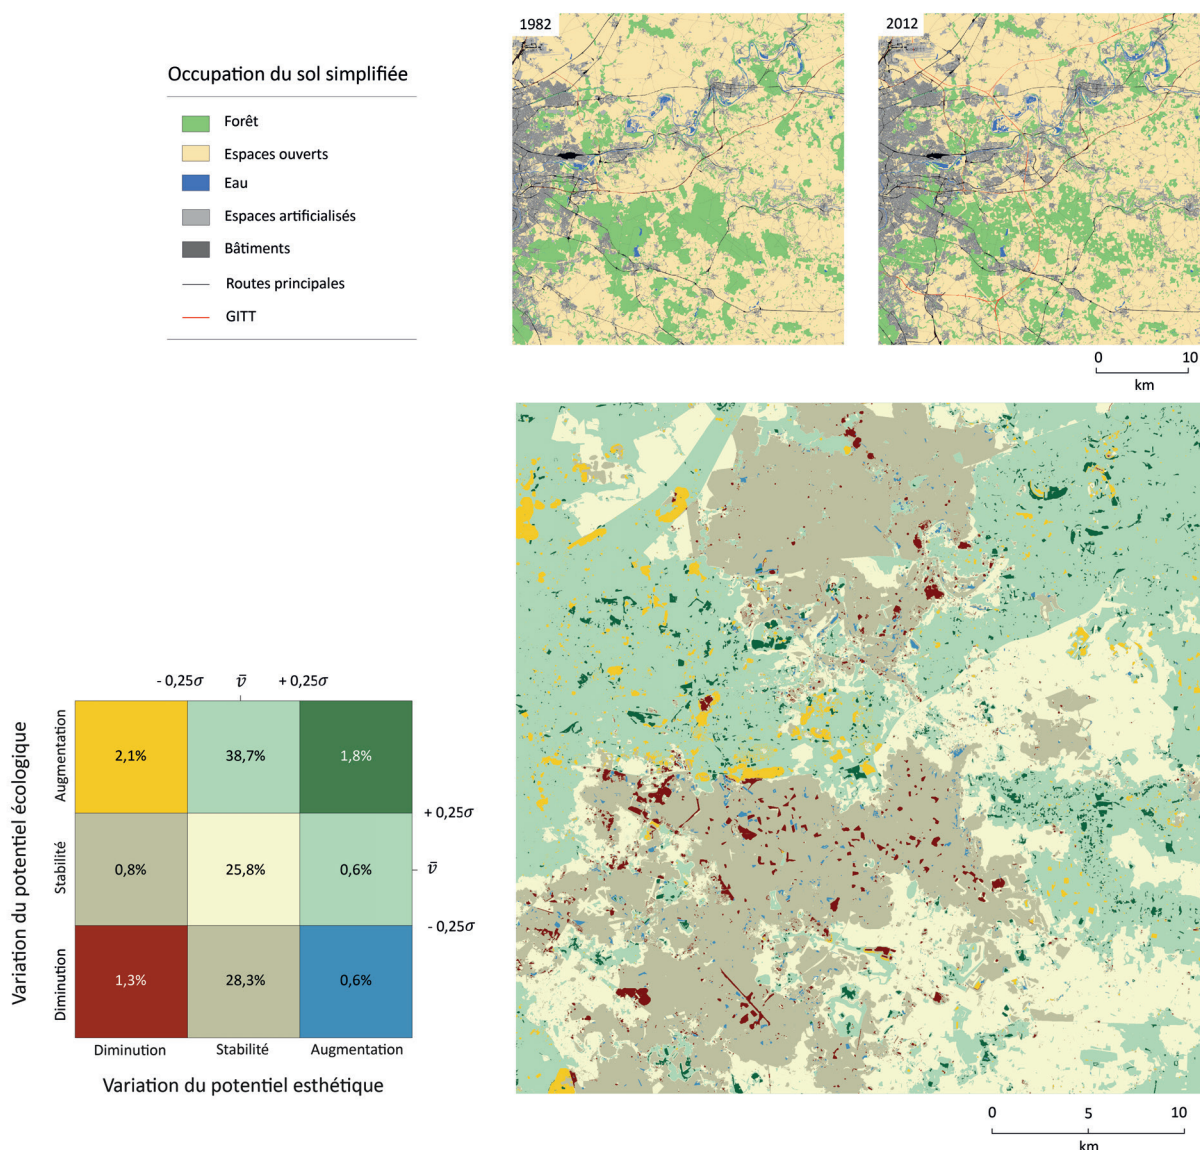 1982
2012
Occupation du sol simplifiée
Forêt
Espaces ouverts
Eau
Espaces artificialisés
Bâtiments
Routes principales
GITT
0 10
km
- 0,25σ v̄ + 0,25σ
Variation du potentiel écologique
Augmentation
Stabilité
Diminution
2,1% 38,7% 1,8%
+ 0,25σ
0,8% 25,8% 0,6%
v̄
- 0,25σ
1,3% 28,3% 0,6%
Diminution Stabilité Augmentation
Variation du potentiel esthétique
0 5 10
km